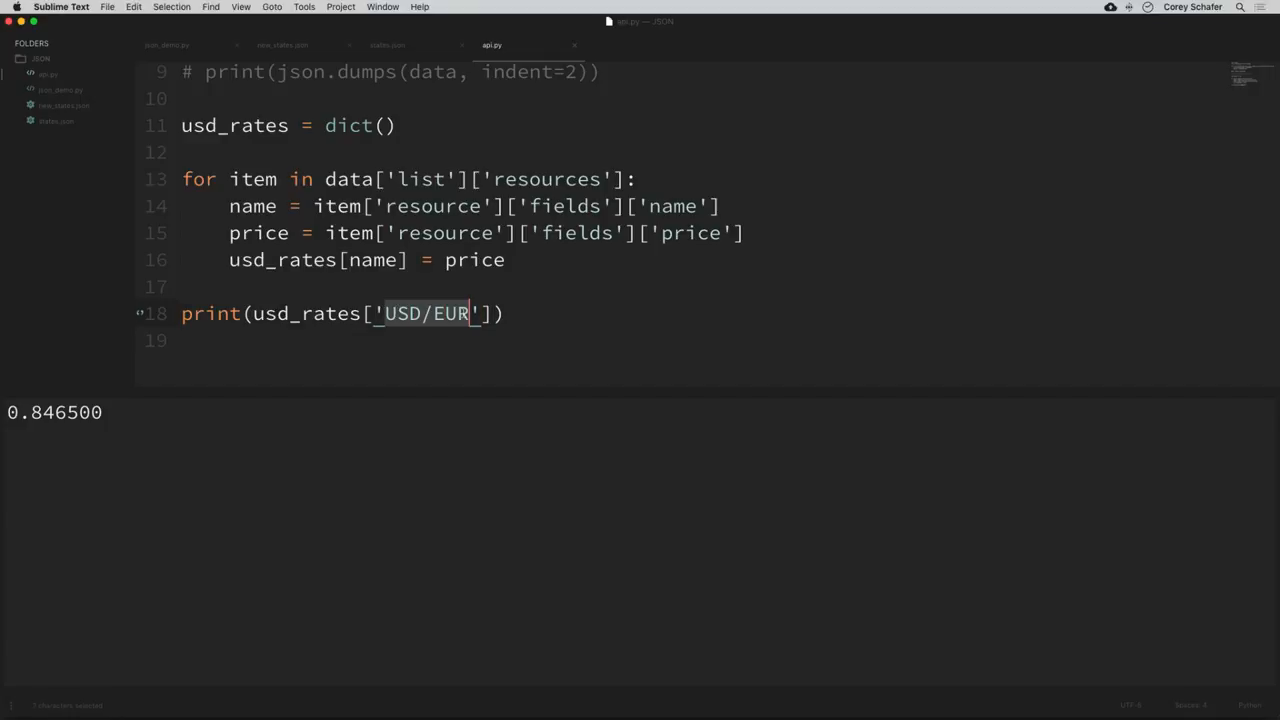 Sublime Text File Edit Selection Find View Goto Tools Project Window Help Corey Schafer
api.py — JSON
FOLDERS
JSON
api.py
json_demo.py
new_states.json
states.json
json_demo.py new_states.json states.json api.py
9 # print(json.dumps(data, indent=2))
10
11 usd_rates = dict()
12
13 for item in data['list']['resources']:
14 name = item['resource']['fields']['name']
15 price = item['resource']['fields']['price']
16 usd_rates[name] = price
17
18 print(usd_rates['USD/EUR'])
19
0.846500
7 characters selected UTF-8 Spaces: 4 Python